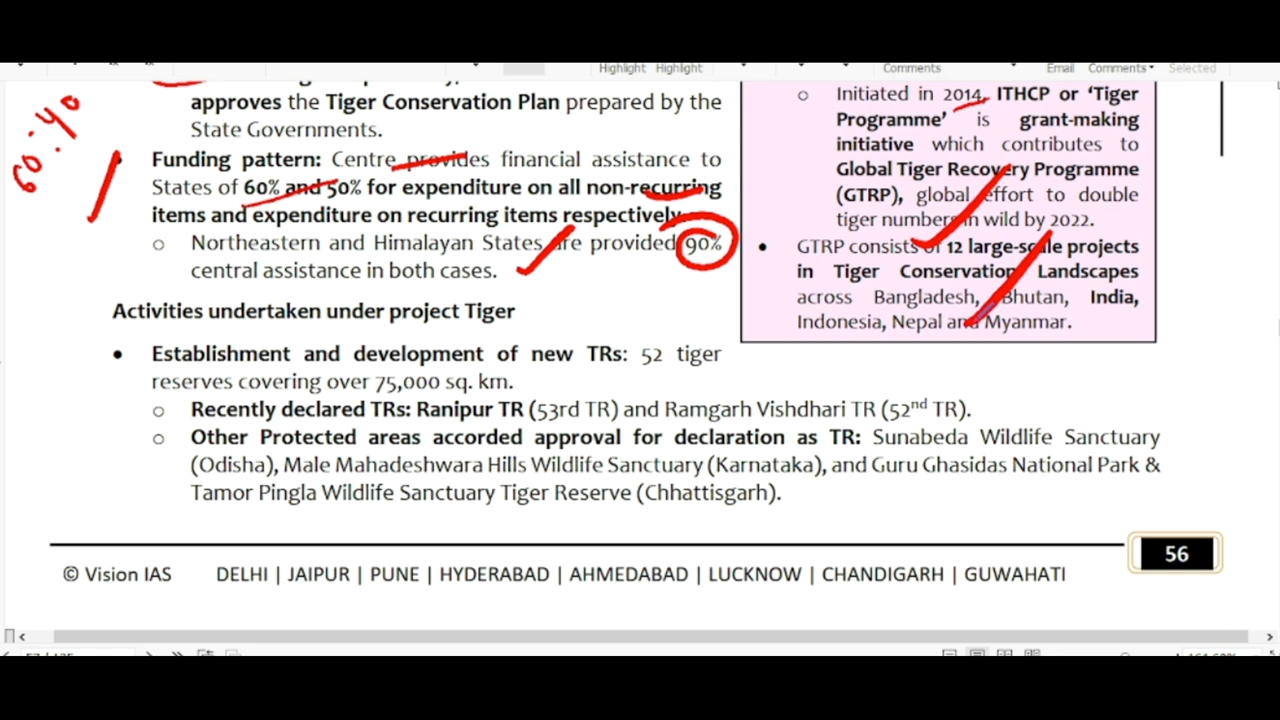 Highlight Highlight Comments Email Comments Selected
60:40
approves the Tiger Conservation Plan prepared by the
State Governments.
• Funding pattern: Centre provides financial assistance to
States of 60% and 50% for expenditure on all non-recurring
items and expenditure on recurring items respectively.
o Northeastern and Himalayan States are provided 90%
central assistance in both cases.
Activities undertaken under project Tiger
• Establishment and development of new TRs: 52 tiger
reserves covering over 75,000 sq. km.
o Recently declared TRs: Ranipur TR (53rd TR) and Ramgarh Vishdhari TR (52nd TR).
o Other Protected areas accorded approval for declaration as TR: Sunabeda Wildlife Sanctuary
(Odisha), Male Mahadeshwara Hills Wildlife Sanctuary (Karnataka), and Guru Ghasidas National Park &
Tamor Pingla Wildlife Sanctuary Tiger Reserve (Chhattisgarh).
o Initiated in 2014, ITHCP or ‘Tiger
Programme’ is grant-making
initiative which contributes to
Global Tiger Recovery Programme
(GTRP), global effort to double
tiger numbers in wild by 2022.
• GTRP consists of 12 large-scale projects
in Tiger Conservation Landscapes
across Bangladesh, Bhutan, India,
Indonesia, Nepal and Myanmar.
56
© Vision IAS DELHI | JAIPUR | PUNE | HYDERABAD | AHMEDABAD | LUCKNOW | CHANDIGARH | GUWAHATI